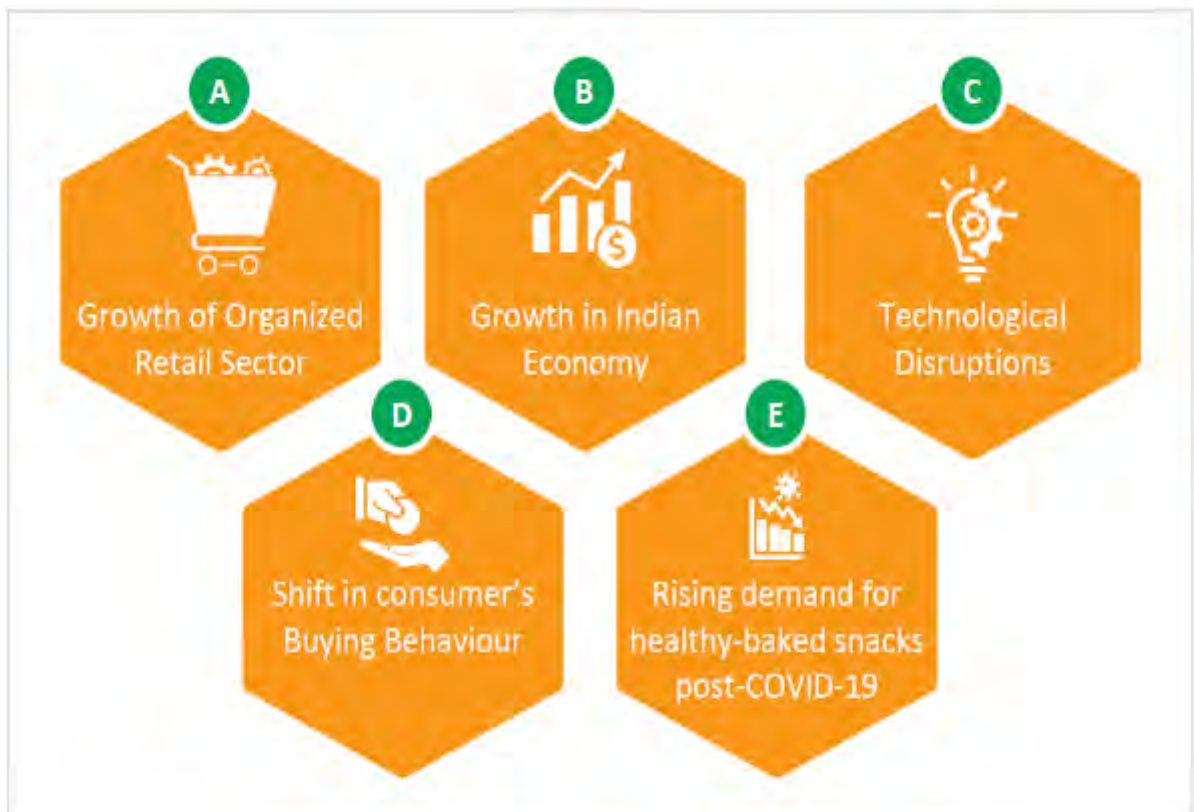 A
Growth of Organized
Retail Sector
B
$
Growth in Indian
Economy
C
Technological
Disruptions
D
Shift in consumer's
Buying Behaviour
E
Rising demand for
healthy-baked snacks
post-COVID-19